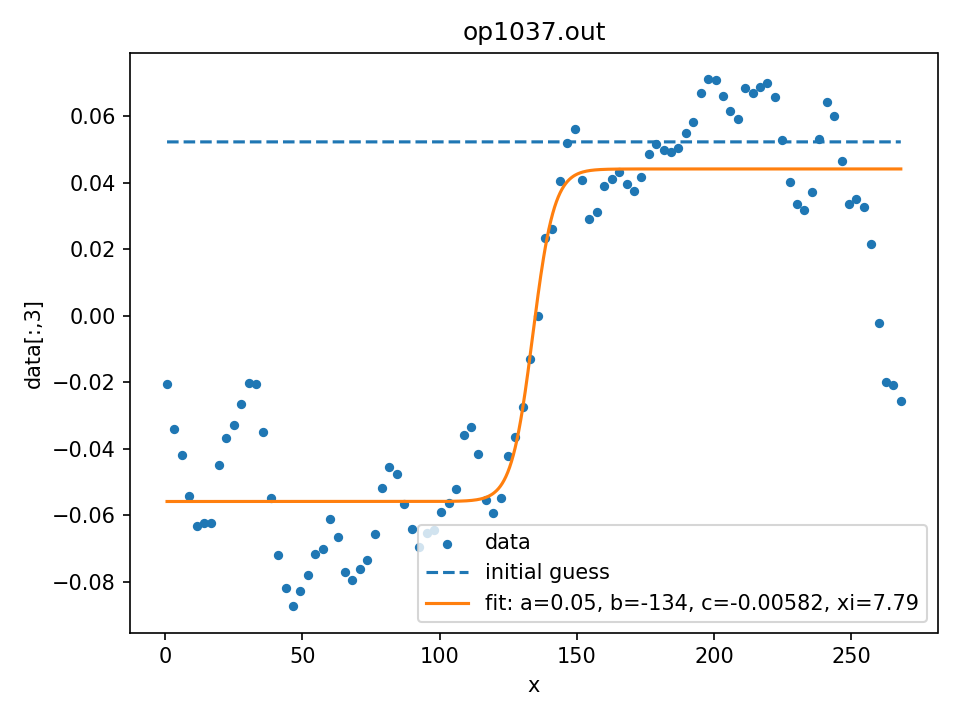 op1037.out
data[:,3]
0.06
0.04
0.02
0.00
−0.02
−0.04
−0.06
−0.08
data
initial guess
fit: a=0.05, b=-134, c=-0.00582, xi=7.79
0 50 100 150 200 250
x